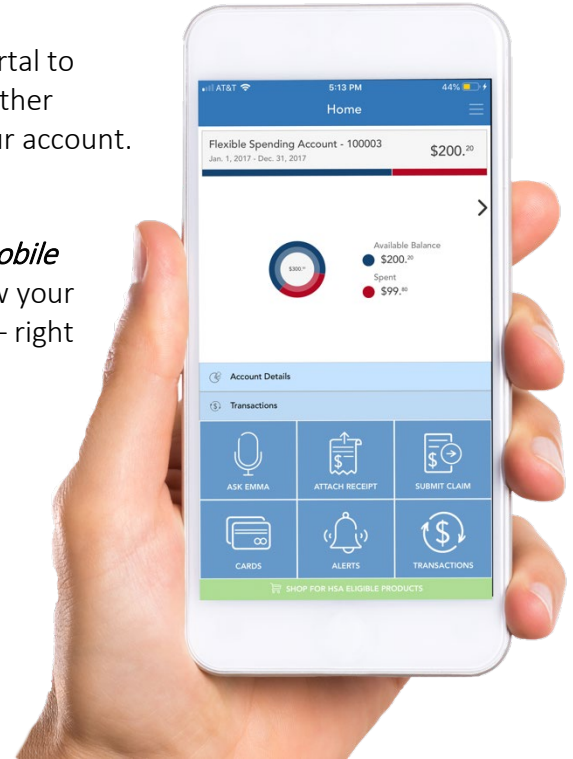 rtal to
ther
ur account.
obile
w your
– right
AT&T 5:13 PM 44%
Home
Flexible Spending Account - 100003
Jan. 1, 2017 - Dec. 31, 2017
$200.20
Available Balance
$200.20
Spent
$99.80
$300.00
Account Details
Transactions
ASK EMMA ATTACH RECEIPT SUBMIT CLAIM
CARDS ALERTS TRANSACTIONS
SHOP FOR HSA ELIGIBLE PRODUCTS